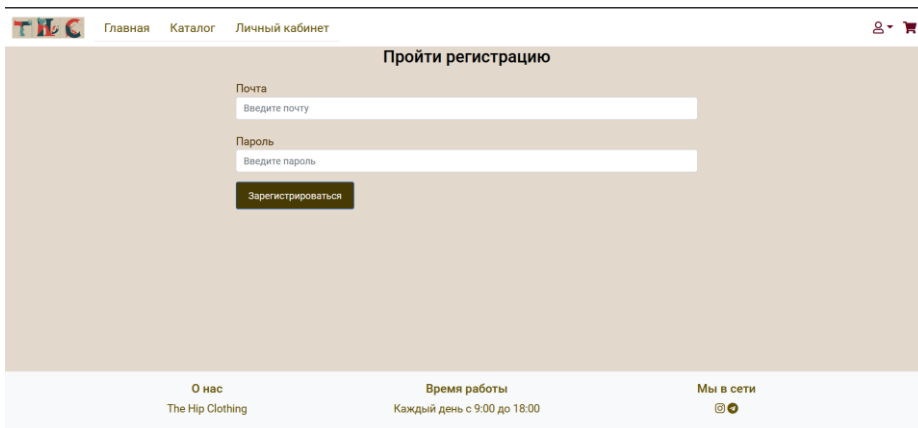 THC Главная Каталог Личный кабинет
Пройти регистрацию
Почта
Введите почту
Пароль
Введите пароль
Зарегистрироваться
О нас Время работы Мы в сети
The Hip Clothing Каждый день с 9:00 до 18:00